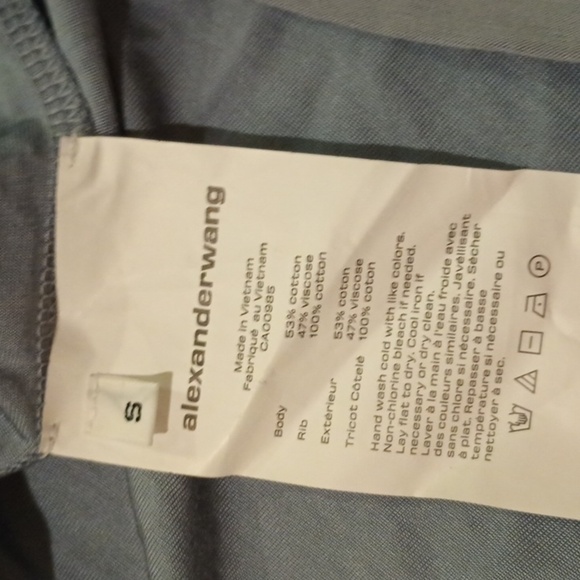 S
alexanderwang
Made in Vietnam
Fabriqué au Vietnam
CA00985
Body 53% cotton
47% viscose
Rib 100% cotton
Extérieur 53% coton
47% viscose
Tricot Côtelé 100% coton
Hand wash cold with like colors.
Non-chlorine bleach if needed.
Lay flat to dry. Cool iron if
necessary or dry clean.
Laver à la main à l'eau froide avec
des couleurs similaires. Javéllisant
sans chlore si nécessaire. Sécher
à plat. Repasser à basse
température si nécessaire ou
nettoyer à sec.
P